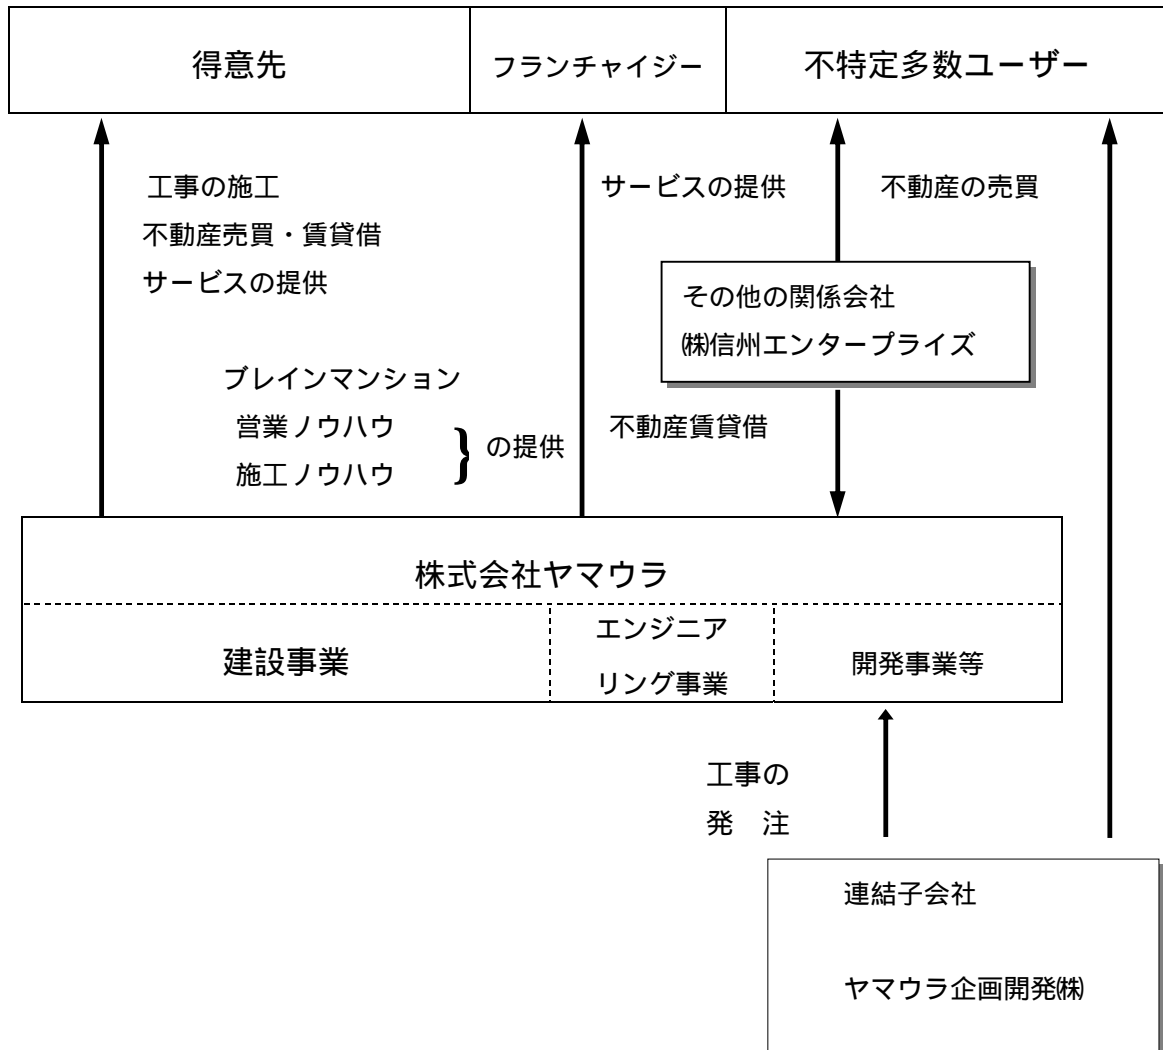 得意先
フランチャイジー
不特定多数ユーザー
工事の施工
不動産売買・賃貸借
サービスの提供
サービスの提供
不動産の売買
その他の関係会社
㈱信州エンタープライズ
ブレインマンション
営業ノウハウ
施工ノウハウ
} の提供
不動産賃貸借
株式会社ヤマウラ
建設事業
エンジニア
リング事業
開発事業等
工事の
発　注
連結子会社
ヤマウラ企画開発㈱